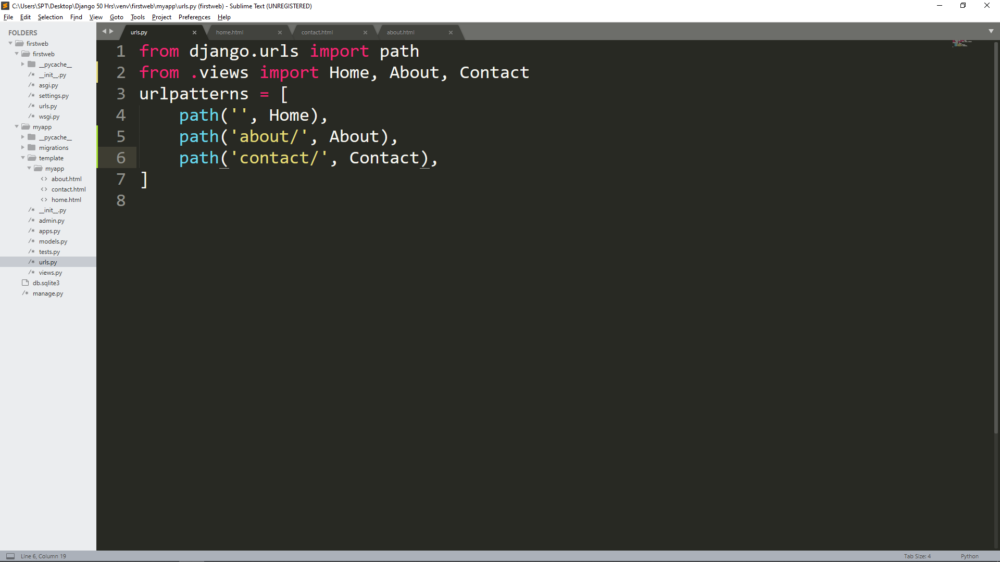 C:\Users\SPT\Desktop\Django 50 Hrs\venv\firstweb\myapp\urls.py (firstweb) - Sublime Text (UNREGISTERED)
File Edit Selection Find View Goto Tools Project Preferences Help
FOLDERS
firstweb
firstweb
__pycache__
/* __init__.py
/* asgi.py
/* settings.py
/* urls.py
/* wsgi.py
myapp
__pycache__
migrations
template
myapp
<> about.html
<> contact.html
<> home.html
/* __init__.py
/* admin.py
/* apps.py
/* models.py
/* tests.py
/* urls.py
/* views.py
db.sqlite3
/* manage.py
urls.py × home.html × contact.html × about.html ×
1 from django.urls import path
2 from .views import Home, About, Contact
3 urlpatterns = [
4     path('', Home),
5     path('about/', About),
6     path('contact/', Contact),
7 ]
8
Line 6, Column 19 Tab Size: 4 Python